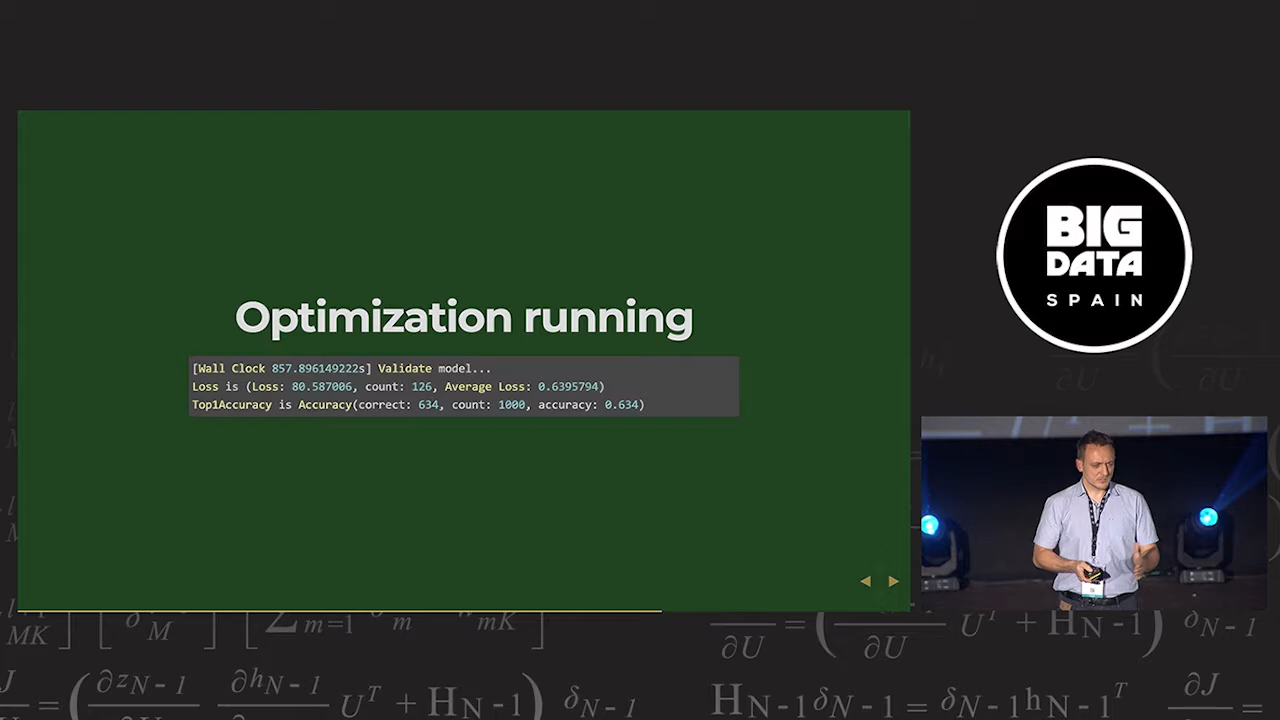 Optimization running
[Wall Clock 857.896149222s] Validate model...
Loss is (Loss: 80.587006, count: 126, Average Loss: 0.6395794)
Top1Accuracy is Accuracy(correct: 634, count: 1000, accuracy: 0.634)
BIG
DATA
SPAIN